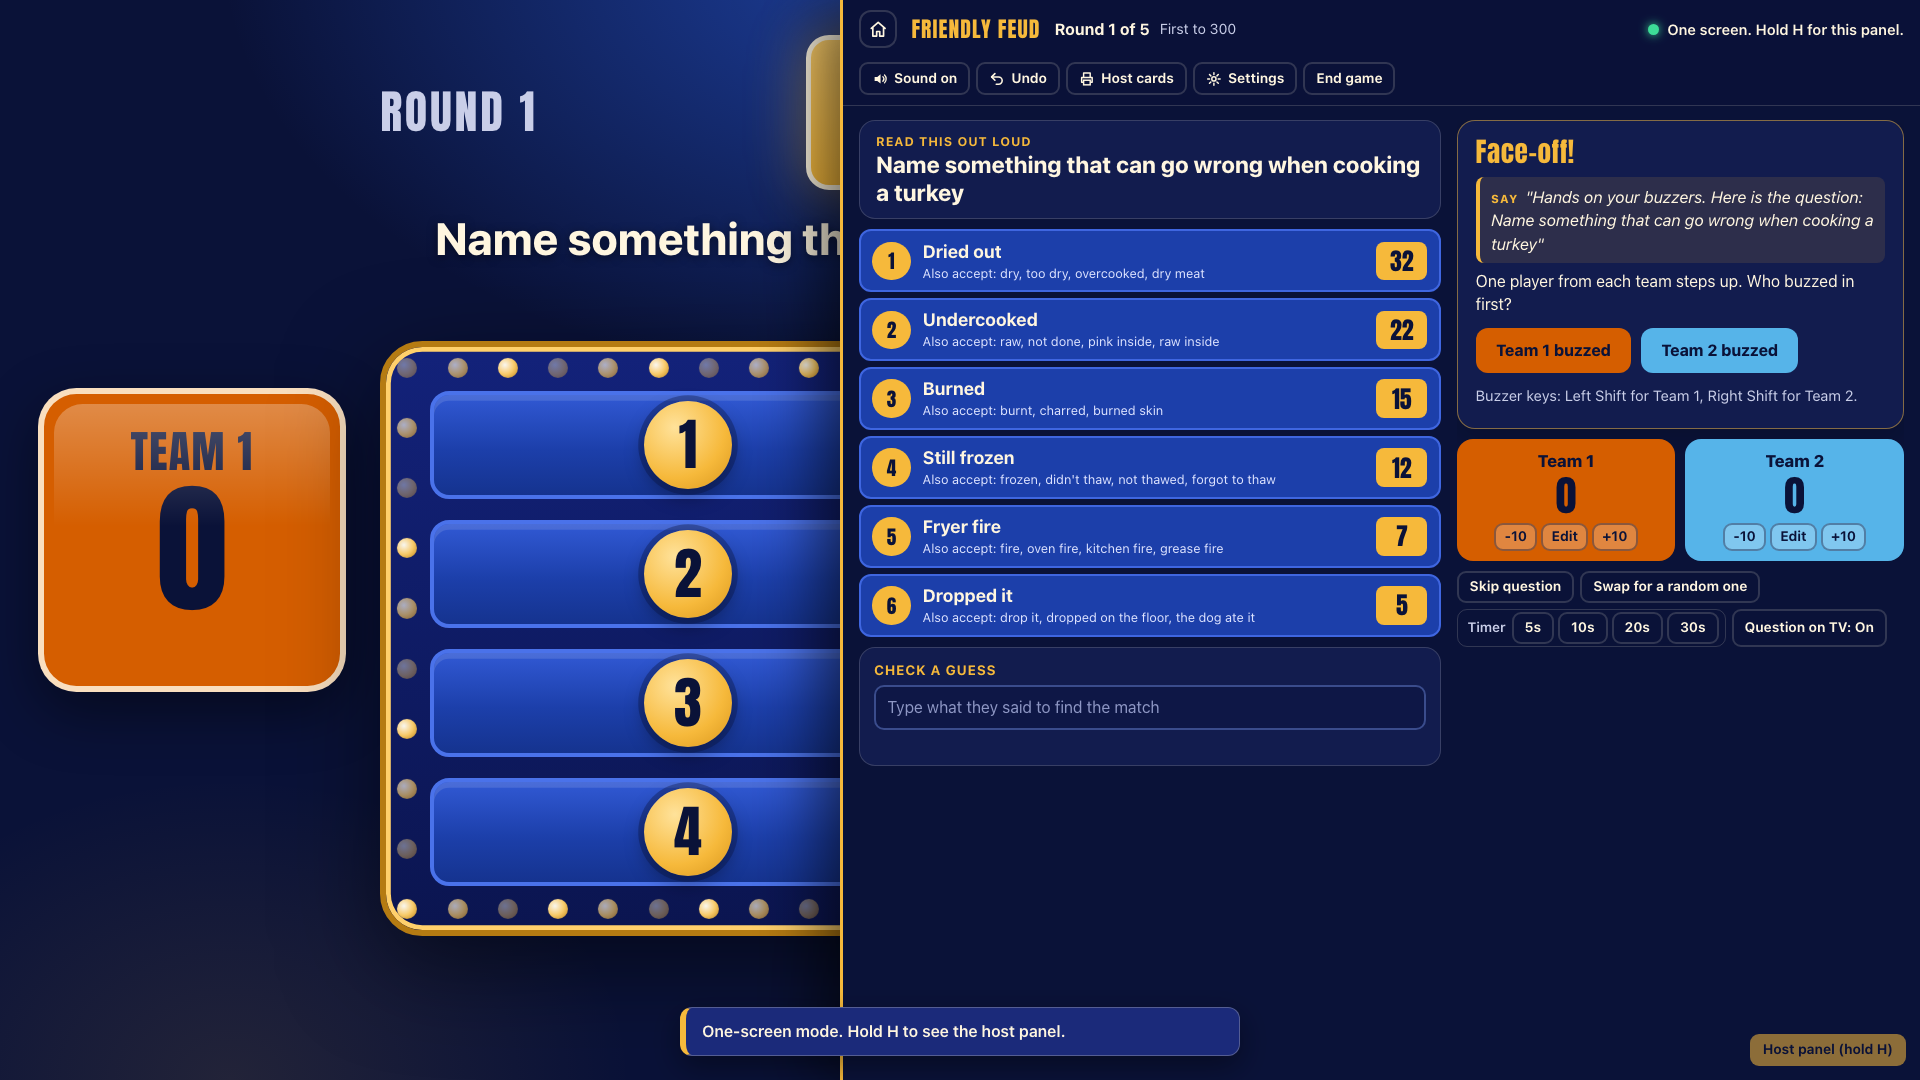 ROUND 1
Name something th
TEAM 1
0
1
2
3
4
FRIENDLY FEUD Round 1 of 5 First to 300
One screen. Hold H for this panel.
Sound on Undo Host cards Settings End game
READ THIS OUT LOUD
Name something that can go wrong when cooking
a turkey
1 Dried out 32
Also accept: dry, too dry, overcooked, dry meat
2 Undercooked 22
Also accept: raw, not done, pink inside, raw inside
3 Burned 15
Also accept: burnt, charred, burned skin
4 Still frozen 12
Also accept: frozen, didn't thaw, not thawed, forgot to thaw
5 Fryer fire 7
Also accept: fire, oven fire, kitchen fire, grease fire
6 Dropped it 5
Also accept: drop it, dropped on the floor, the dog ate it
CHECK A GUESS
Type what they said to find the match
Face-off!
SAY "Hands on your buzzers. Here is the question:
Name something that can go wrong when cooking a
turkey"
One player from each team steps up. Who buzzed in
first?
Team 1 buzzed Team 2 buzzed
Buzzer keys: Left Shift for Team 1, Right Shift for Team 2.
Team 1 Team 2
0 0
-10 Edit +10 -10 Edit +10
Skip question Swap for a random one
Timer 5s 10s 20s 30s Question on TV: On
One-screen mode. Hold H to see the host panel.
Host panel (hold H)